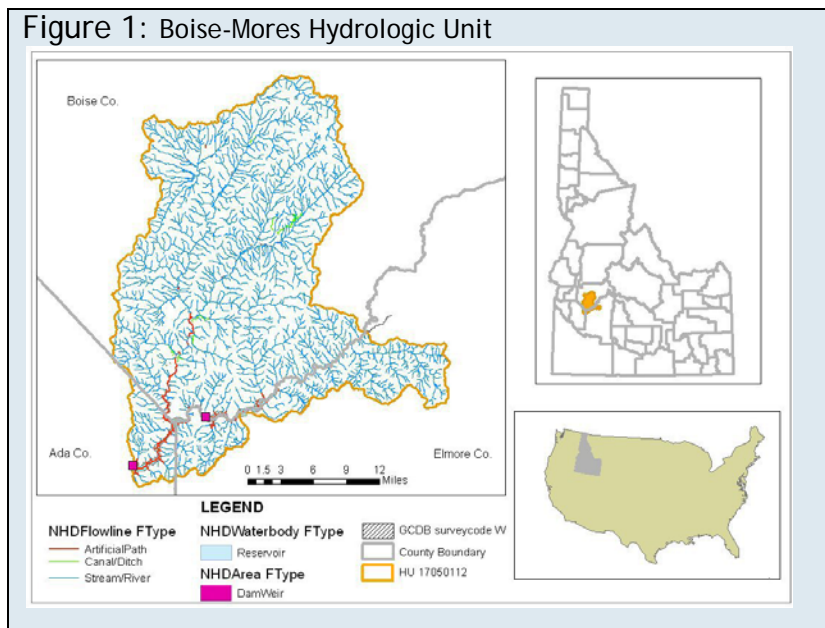 Figure 1: Boise-Mores Hydrologic Unit
Boise Co.
Ada Co.
Elmore Co.
0 1.5 3 6 9 12
Miles
LEGEND
NHDFlowline FType
ArtificialPath
Canal/Ditch
Stream/River
NHDWaterbody FType
Reservoir
NHDArea FType
DamWeir
GCDB surveycode W
County Boundary
HU 17050112